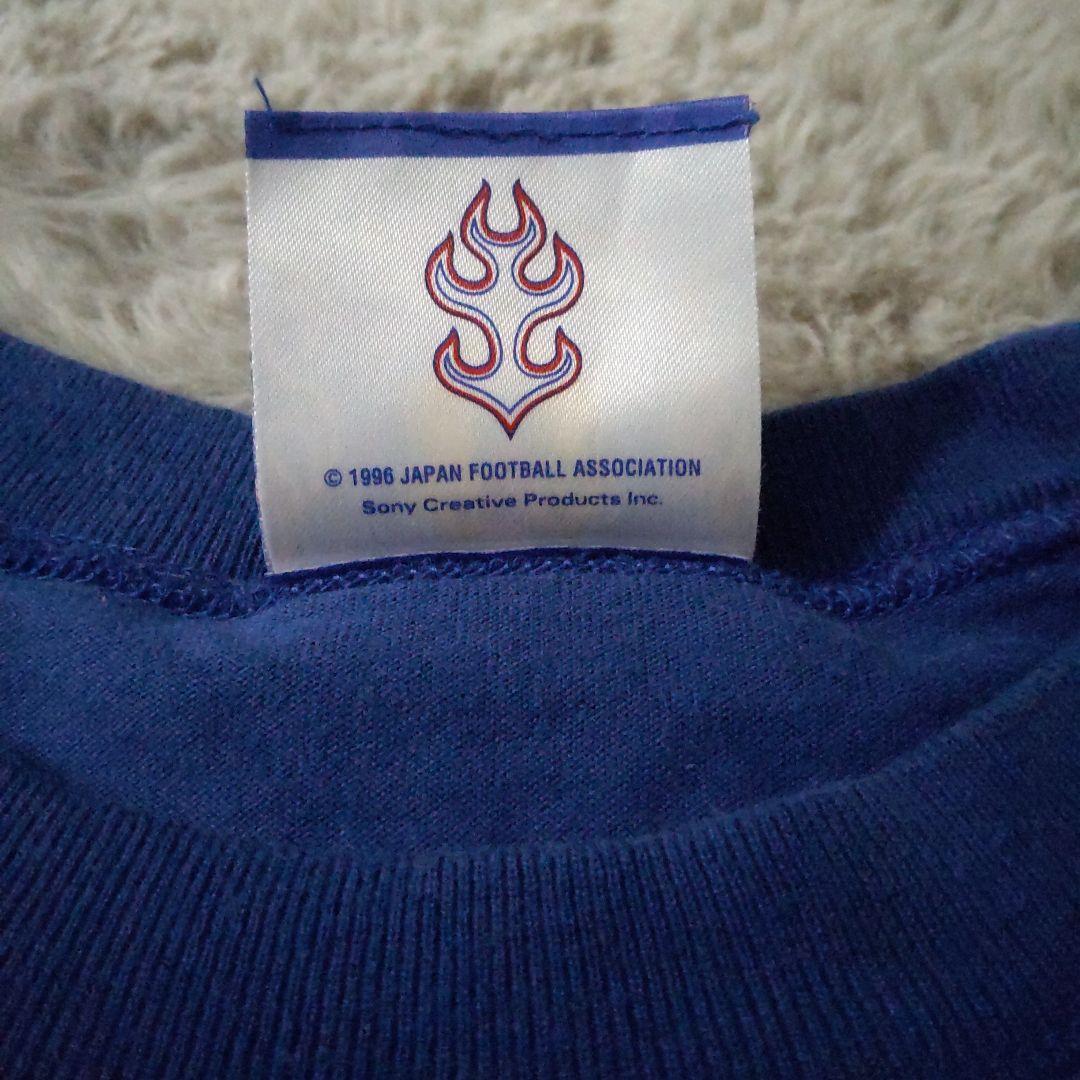 © 1996 JAPAN FOOTBALL ASSOCIATION
Sony Creative Products Inc.